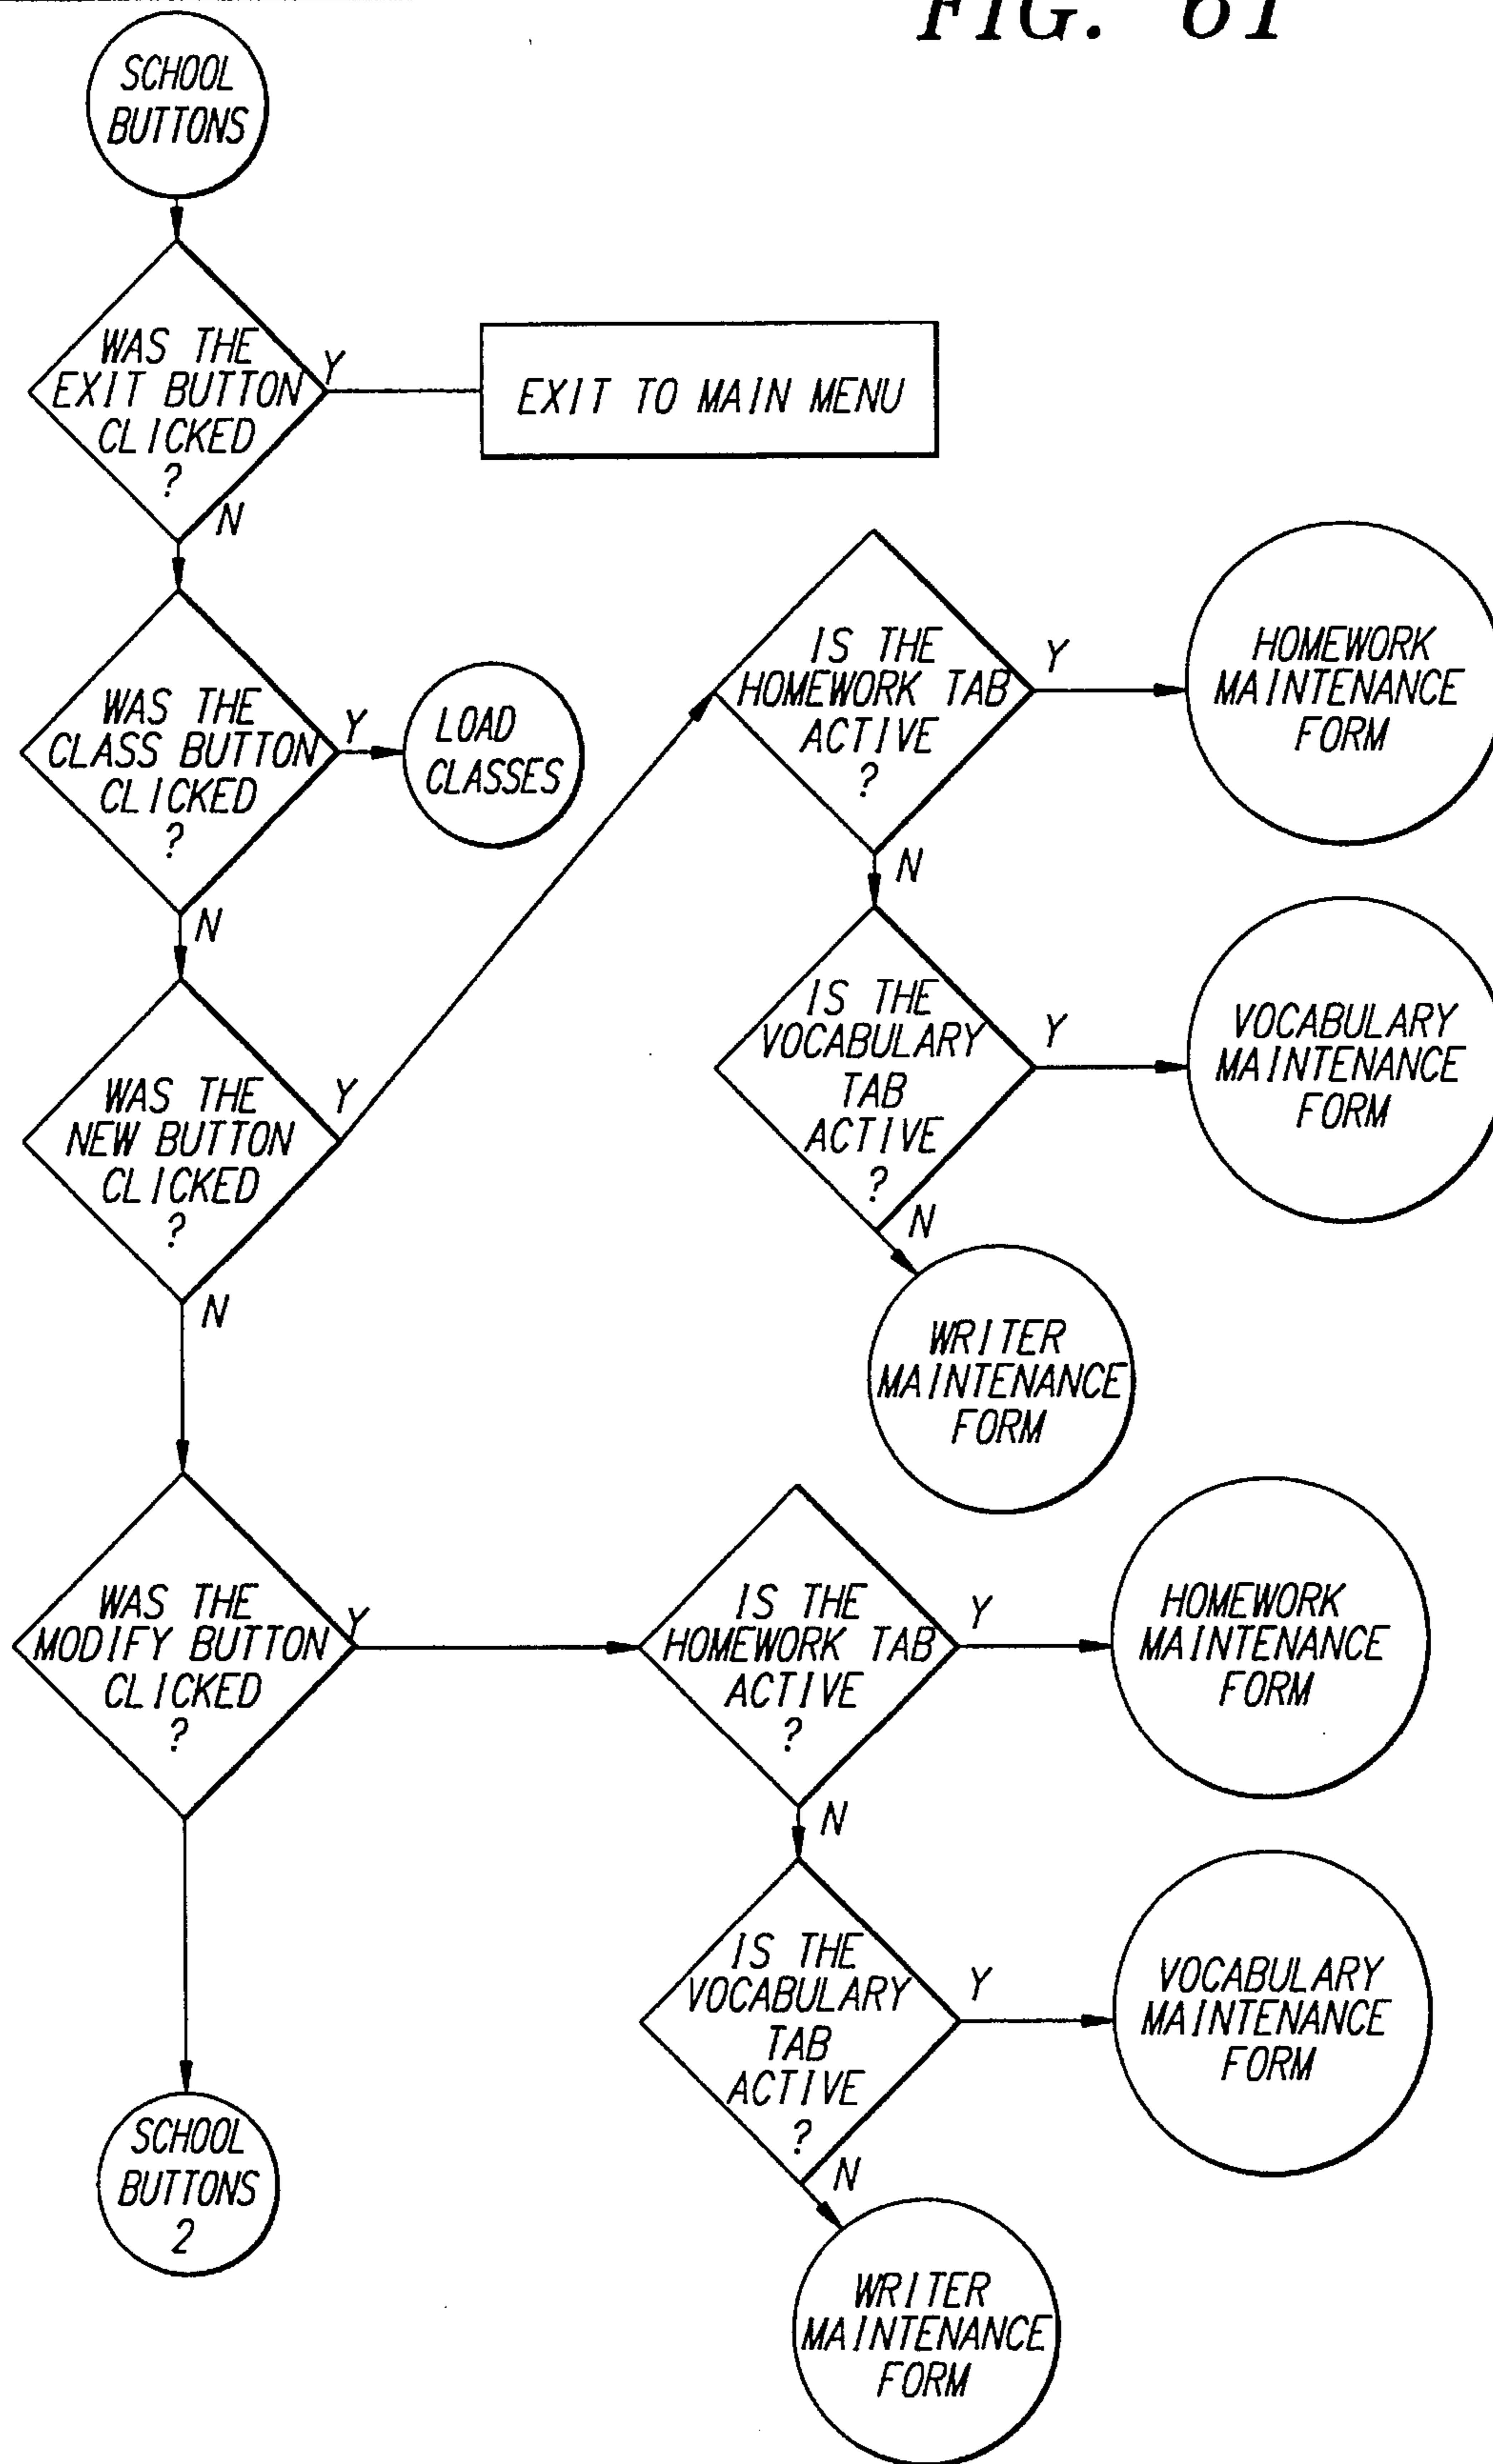 FIG. 61
SCHOOL
BUTTONS
WAS THE
EXIT BUTTON
CLICKED
?
Y
EXIT TO MAIN MENU
N
WAS THE
CLASS BUTTON
CLICKED
?
Y
LOAD
CLASSES
N
WAS THE
NEW BUTTON
CLICKED
?
Y
N
IS THE
HOMEWORK TAB
ACTIVE
?
Y
HOMEWORK
MAINTENANCE
FORM
N
IS THE
VOCABULARY
TAB
ACTIVE
?
Y
VOCABULARY
MAINTENANCE
FORM
N
WRITER
MAINTENANCE
FORM
WAS THE
MODIFY BUTTON
CLICKED
?
Y
IS THE
HOMEWORK TAB
ACTIVE
?
Y
HOMEWORK
MAINTENANCE
FORM
N
IS THE
VOCABULARY
TAB
ACTIVE
?
Y
VOCABULARY
MAINTENANCE
FORM
N
WRITER
MAINTENANCE
FORM
SCHOOL
BUTTONS
2